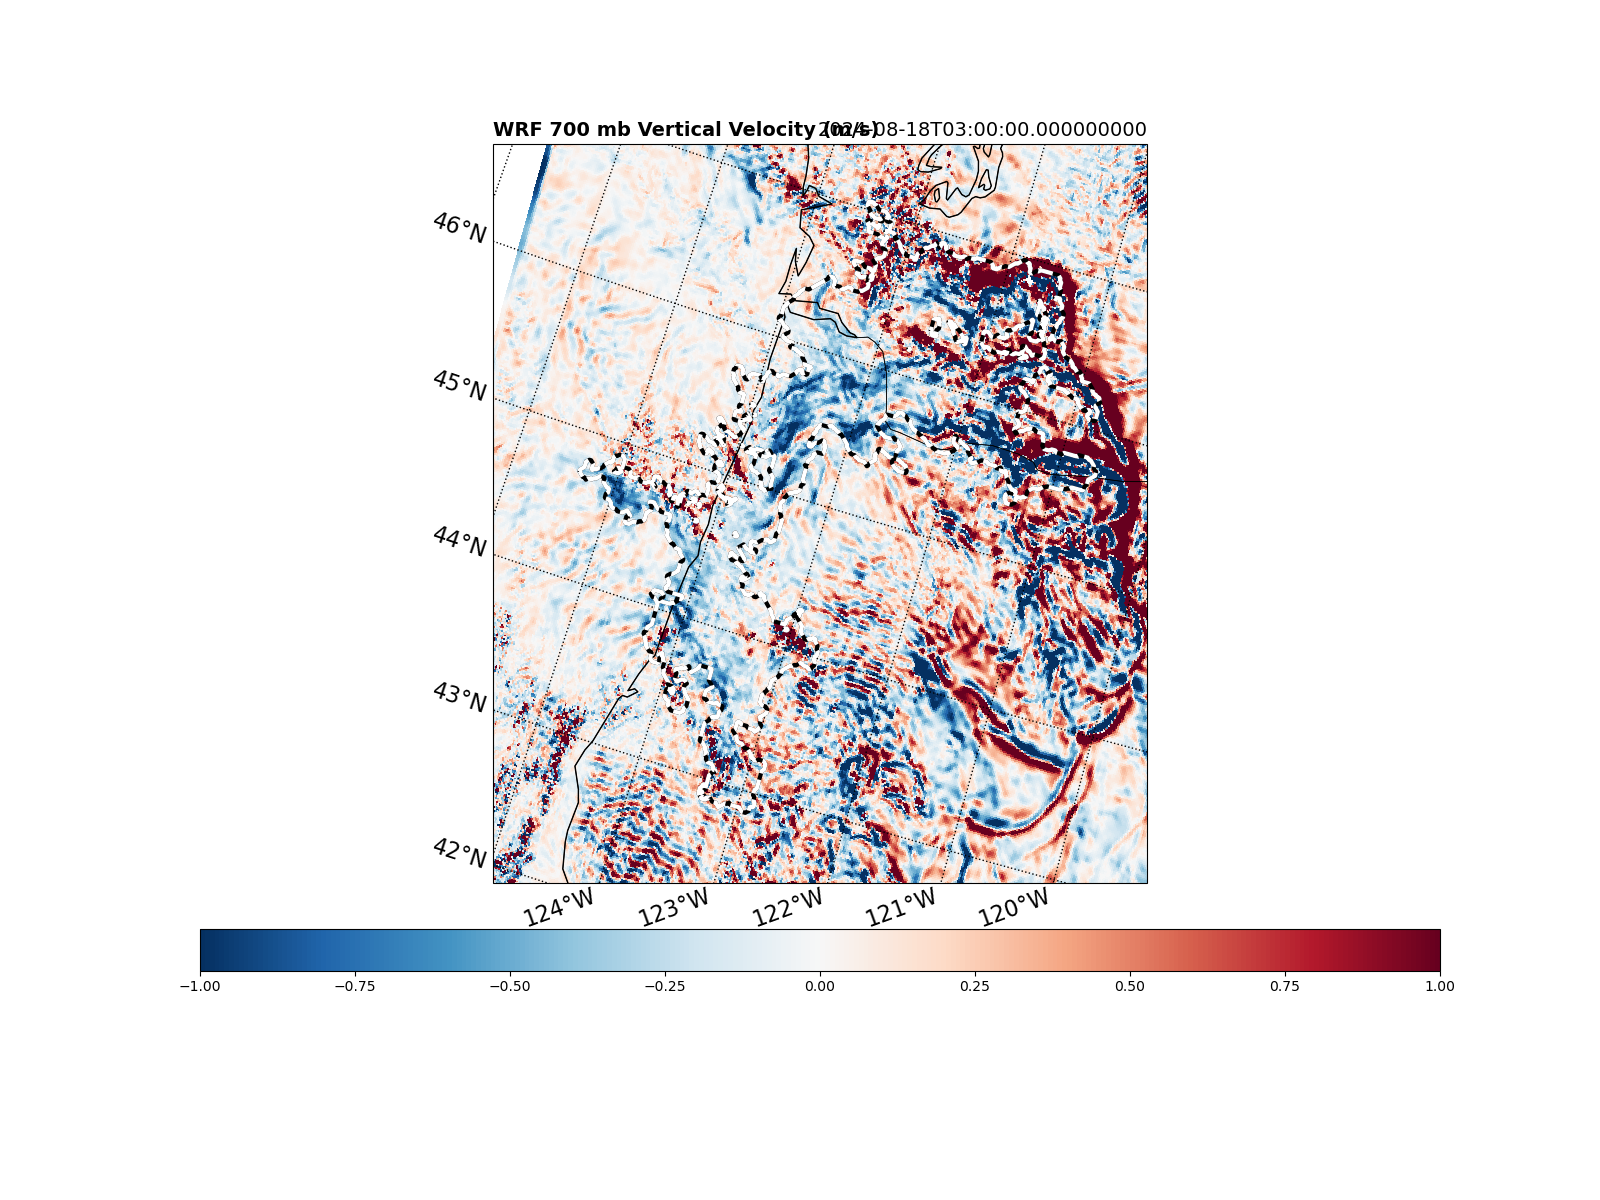 WRF 700 mb Vertical Velocity (m/s) 2024-08-18T03:00:00.000000000
46°N
45°N
44°N
43°N
42°N
124°W 123°W 122°W 121°W 120°W
−1.00 −0.75 −0.50 −0.25 0.00 0.25 0.50 0.75 1.00